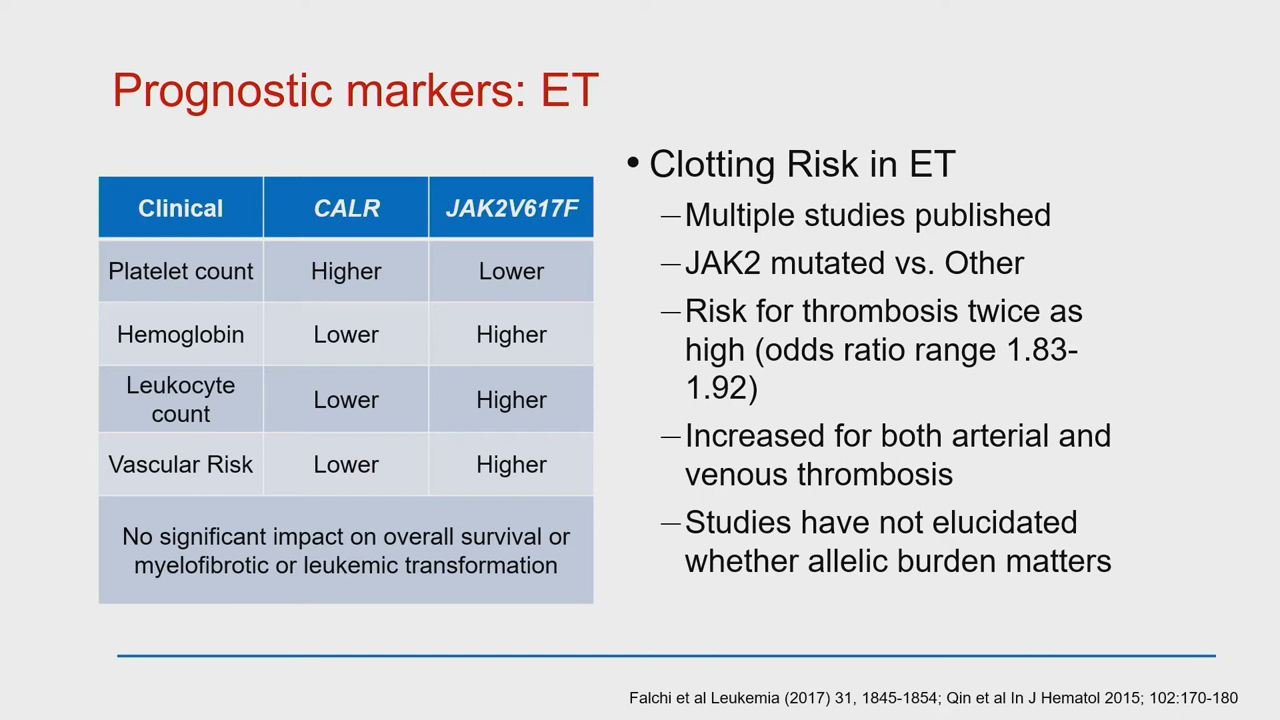 Prognostic markers: ET
Clinical CALR JAK2V617F
Platelet count Higher Lower
Hemoglobin Lower Higher
Leukocyte
count Lower Higher
Vascular Risk Lower Higher
No significant impact on overall survival or
myelofibrotic or leukemic transformation
• Clotting Risk in ET
–Multiple studies published
–JAK2 mutated vs. Other
–Risk for thrombosis twice as
high (odds ratio range 1.83-
1.92)
–Increased for both arterial and
venous thrombosis
–Studies have not elucidated
whether allelic burden matters
Falchi et al Leukemia (2017) 31, 1845-1854; Qin et al In J Hematol 2015; 102:170-180